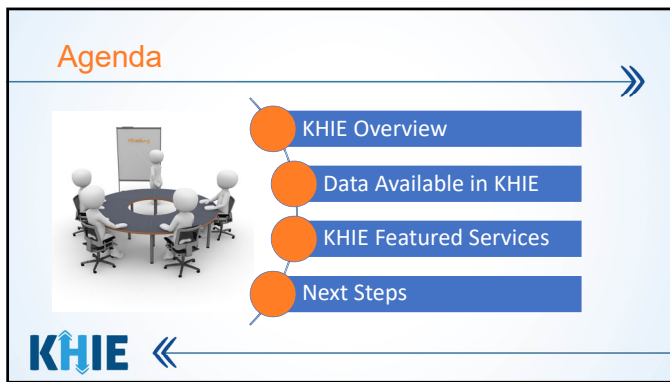 Agenda
KHIE Overview
Data Available in KHIE
KHIE Featured Services
Next Steps
KHIE